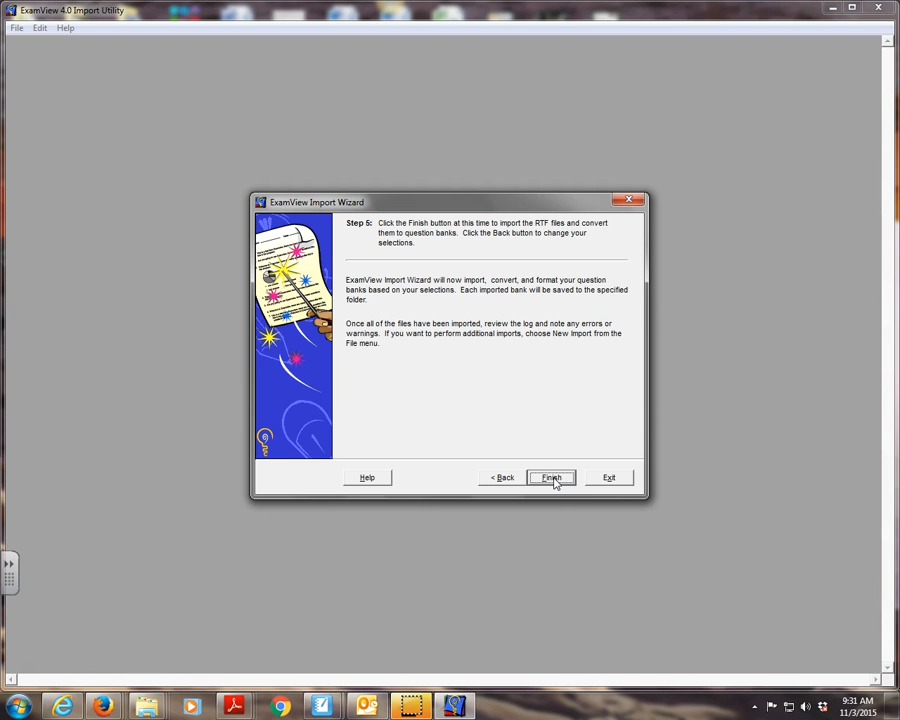 ExamView 4.0 Import Utility
File Edit Help
ExamView Import Wizard
Step 5: Click the Finish button at this time to import the RTF files and convert
them to question banks. Click the Back button to change your
selections.
ExamView Import Wizard will now import, convert, and format your question
banks based on your selections. Each imported bank will be saved to the specified
folder.
Once all of the files have been imported, review the log and note any errors or
warnings. If you want to perform additional imports, choose New Import from the
File menu.
Help < Back Finish Exit
9:31 AM
11/3/2015